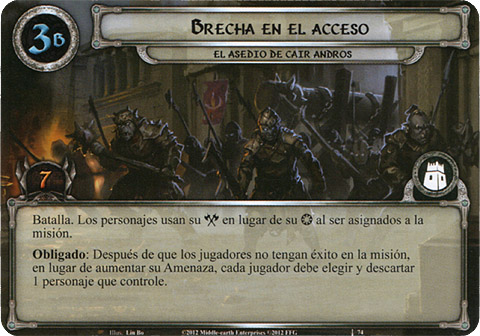 3B
BRECHA EN EL ACCESO
EL ASEDIO DE CAIR ANDROS
7
Batalla. Los personajes usan su en lugar de su al ser asignados a la
misión.
Obligado: Después de que los jugadores no tengan éxito en la misión,
en lugar de aumentar su Amenaza, cada jugador debe elegir y descartar
1 personaje que controle.
Illus. Lin Bo
©2012 Middle-earth Enterprises ©2012 FFG
74